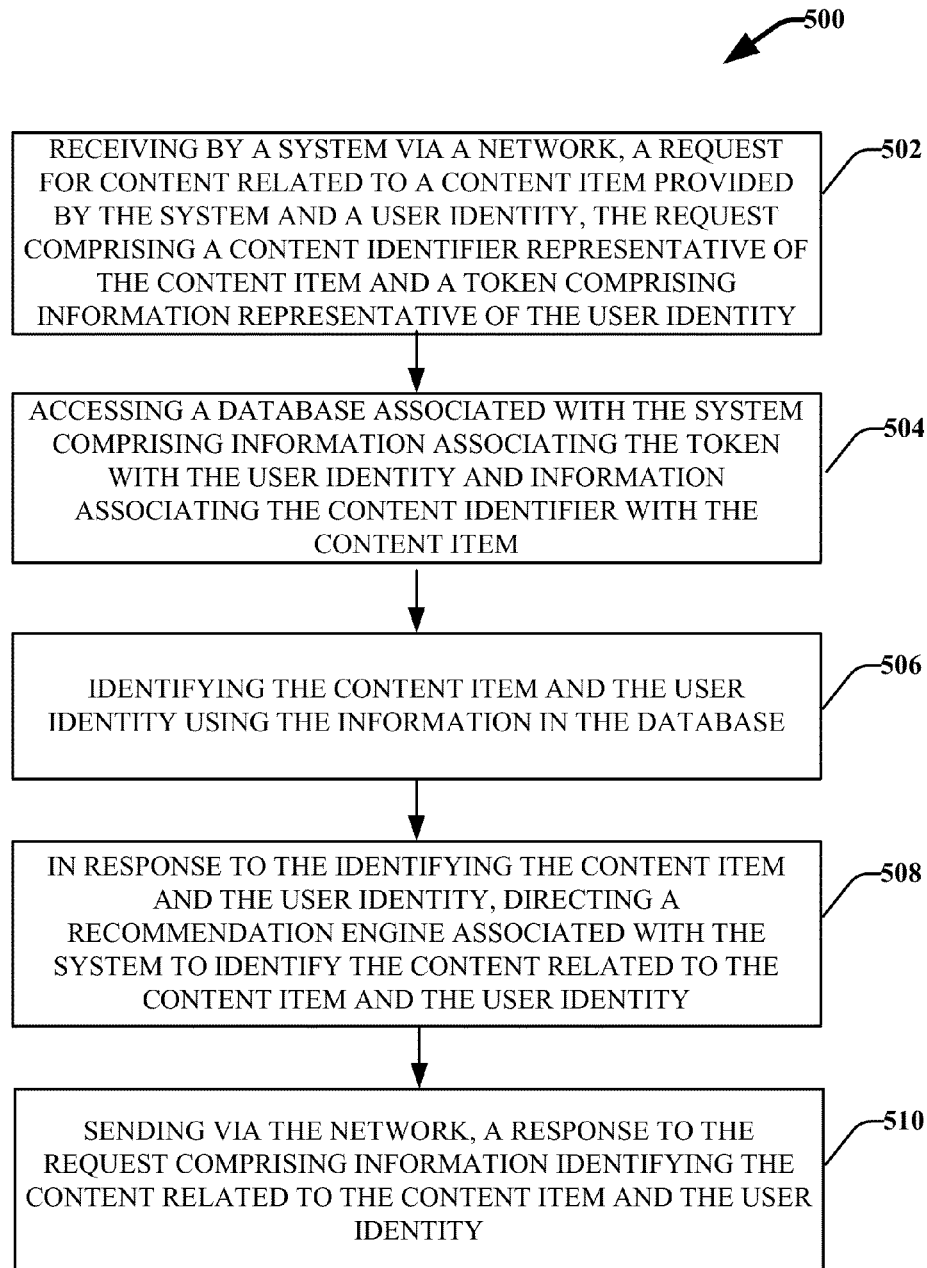 500
RECEIVING BY A SYSTEM VIA A NETWORK, A REQUEST
FOR CONTENT RELATED TO A CONTENT ITEM PROVIDED
BY THE SYSTEM AND A USER IDENTITY, THE REQUEST
COMPRISING A CONTENT IDENTIFIER REPRESENTATIVE OF
THE CONTENT ITEM AND A TOKEN COMPRISING
INFORMATION REPRESENTATIVE OF THE USER IDENTITY
502
ACCESSING A DATABASE ASSOCIATED WITH THE SYSTEM
COMPRISING INFORMATION ASSOCIATING THE TOKEN
WITH THE USER IDENTITY AND INFORMATION
ASSOCIATING THE CONTENT IDENTIFIER WITH THE
CONTENT ITEM
504
IDENTIFYING THE CONTENT ITEM AND THE USER
IDENTITY USING THE INFORMATION IN THE DATABASE
506
IN RESPONSE TO THE IDENTIFYING THE CONTENT ITEM
AND THE USER IDENTITY, DIRECTING A
RECOMMENDATION ENGINE ASSOCIATED WITH THE
SYSTEM TO IDENTIFY THE CONTENT RELATED TO THE
CONTENT ITEM AND THE USER IDENTITY
508
SENDING VIA THE NETWORK, A RESPONSE TO THE
REQUEST COMPRISING INFORMATION IDENTIFYING THE
CONTENT RELATED TO THE CONTENT ITEM AND THE USER
IDENTITY
510